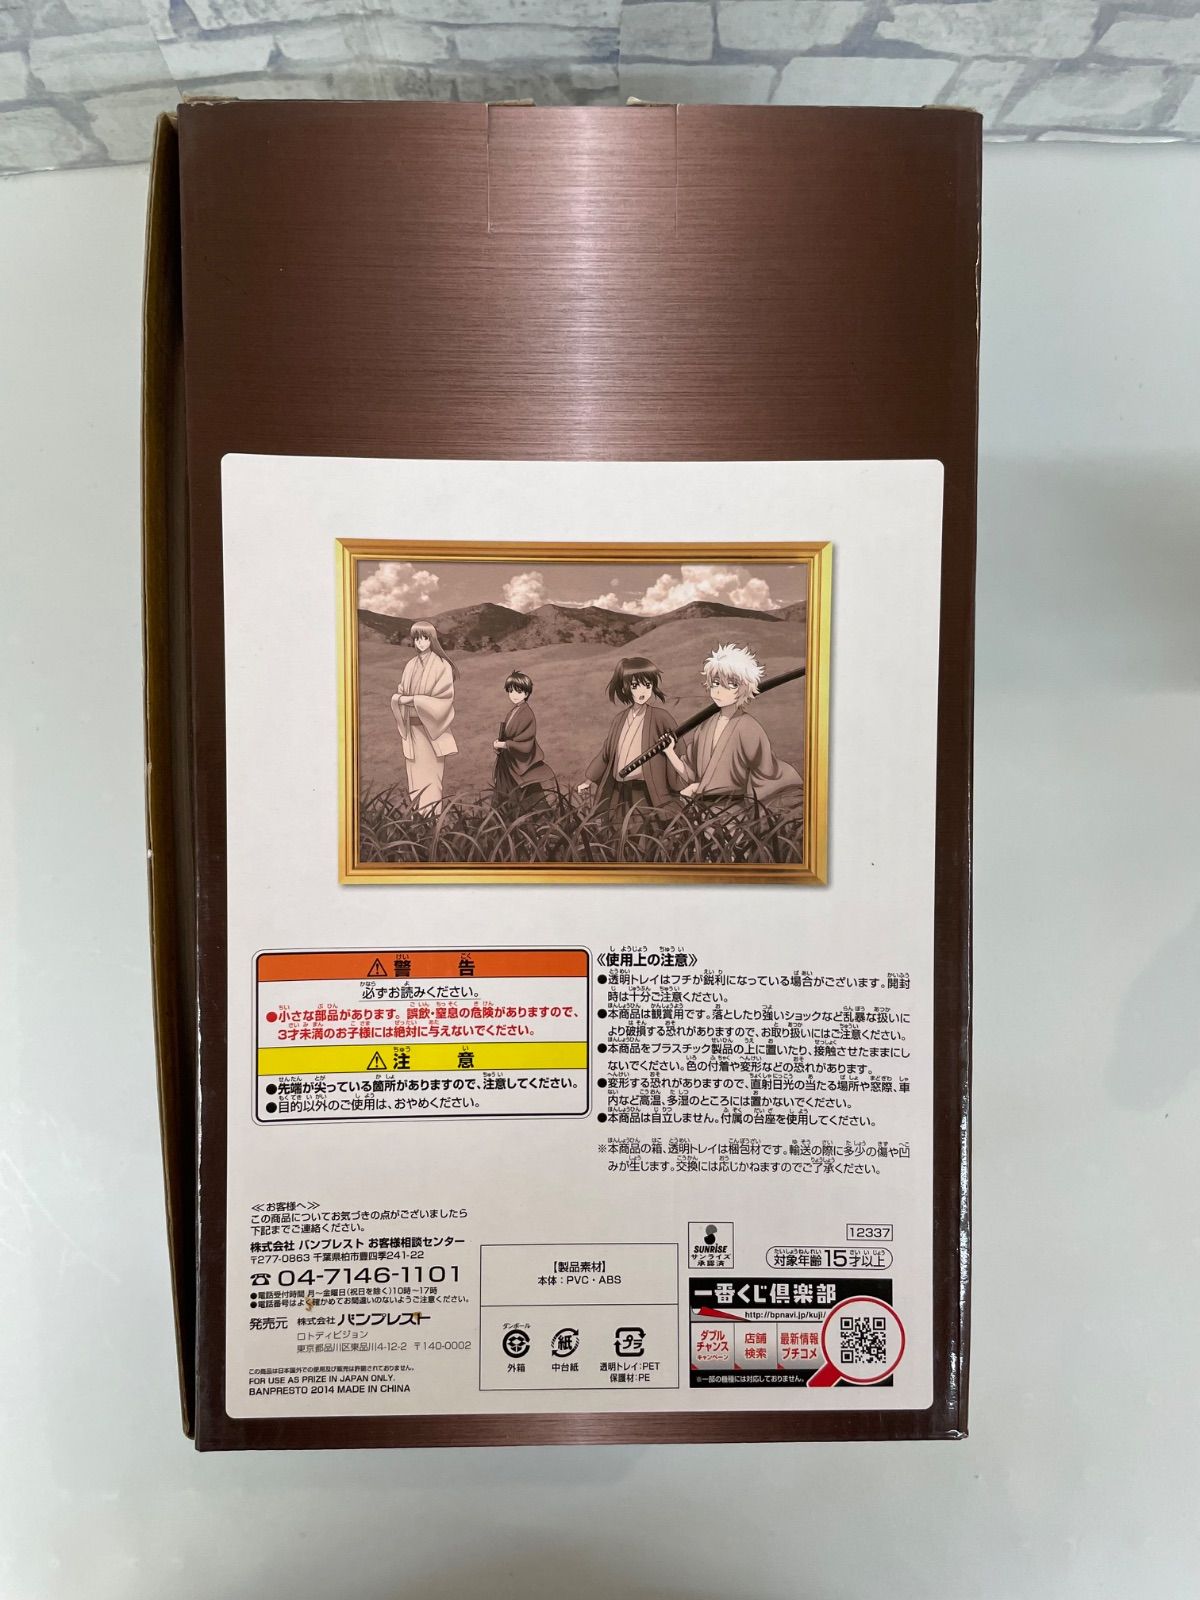 警告
必ずお読みください。
●小さな部品があります。誤飲・窒息の危険がありますので、
3才未満のお子様には絶対に与えないでください。
注意
●先端が尖っている箇所がありますので、注意してください。
●目的以外のご使用は、おやめください。
《使用上の注意》
●透明トレイはフチが鋭利になっている場合がございます。開封
時は十分ご注意ください。
●本商品は観賞用です。落としたり強いショックなど乱暴な扱いに
より破損する恐れがありますので、お取り扱いにはご注意ください。
●本商品をプラスチック製品の上に置いたり、接触させたままにし
ないでください。色の付着や変形などの恐れがあります。
●変形する恐れがありますので、直射日光の当たる場所や窓際、車
内など高温、多湿のところには置かないでください。
●本商品は自立しません。付属の台座を使用してください。
※本商品の箱、透明トレイは梱包材です。輸送の際に多少の傷や凹
みが生じます。交換には応じかねますのでご了承ください。
≪お客様へ≫
この商品についてお気づきの点がございましたら
下記までご連絡ください。
株式会社 バンプレスト お客様相談センター
〒277-0863 千葉県柏市豊四季241-22
☎04-7146-1101
●電話受付時間 月〜金曜日(祝日を除く)10時〜17時
●電話番号はよく確かめてお間違いのないようご注意ください。
発売元 株式会社 バンプレスト
ロトディビジョン
東京都品川区東品川4-12-2 〒140-0002
この商品は日本国外での使用及び販売は許諾されておりません。
FOR USE AS PRIZE IN JAPAN ONLY.
BANPRESTO 2014 MADE IN CHINA
【製品素材】
本体:PVC・ABS
ダンボール
外箱
紙
中台紙
プラ
透明トレイ:PET
保護材:PE
SUNRISE
サンライズ
承認済
12337
対象年齢15才以上
一番くじ倶楽部
http://bpnavi.jp/kuji/
ダブル
チャンス
キャンペーン
店舗
検索
最新情報
プチコメ
※一部の機種には対応しておりません。